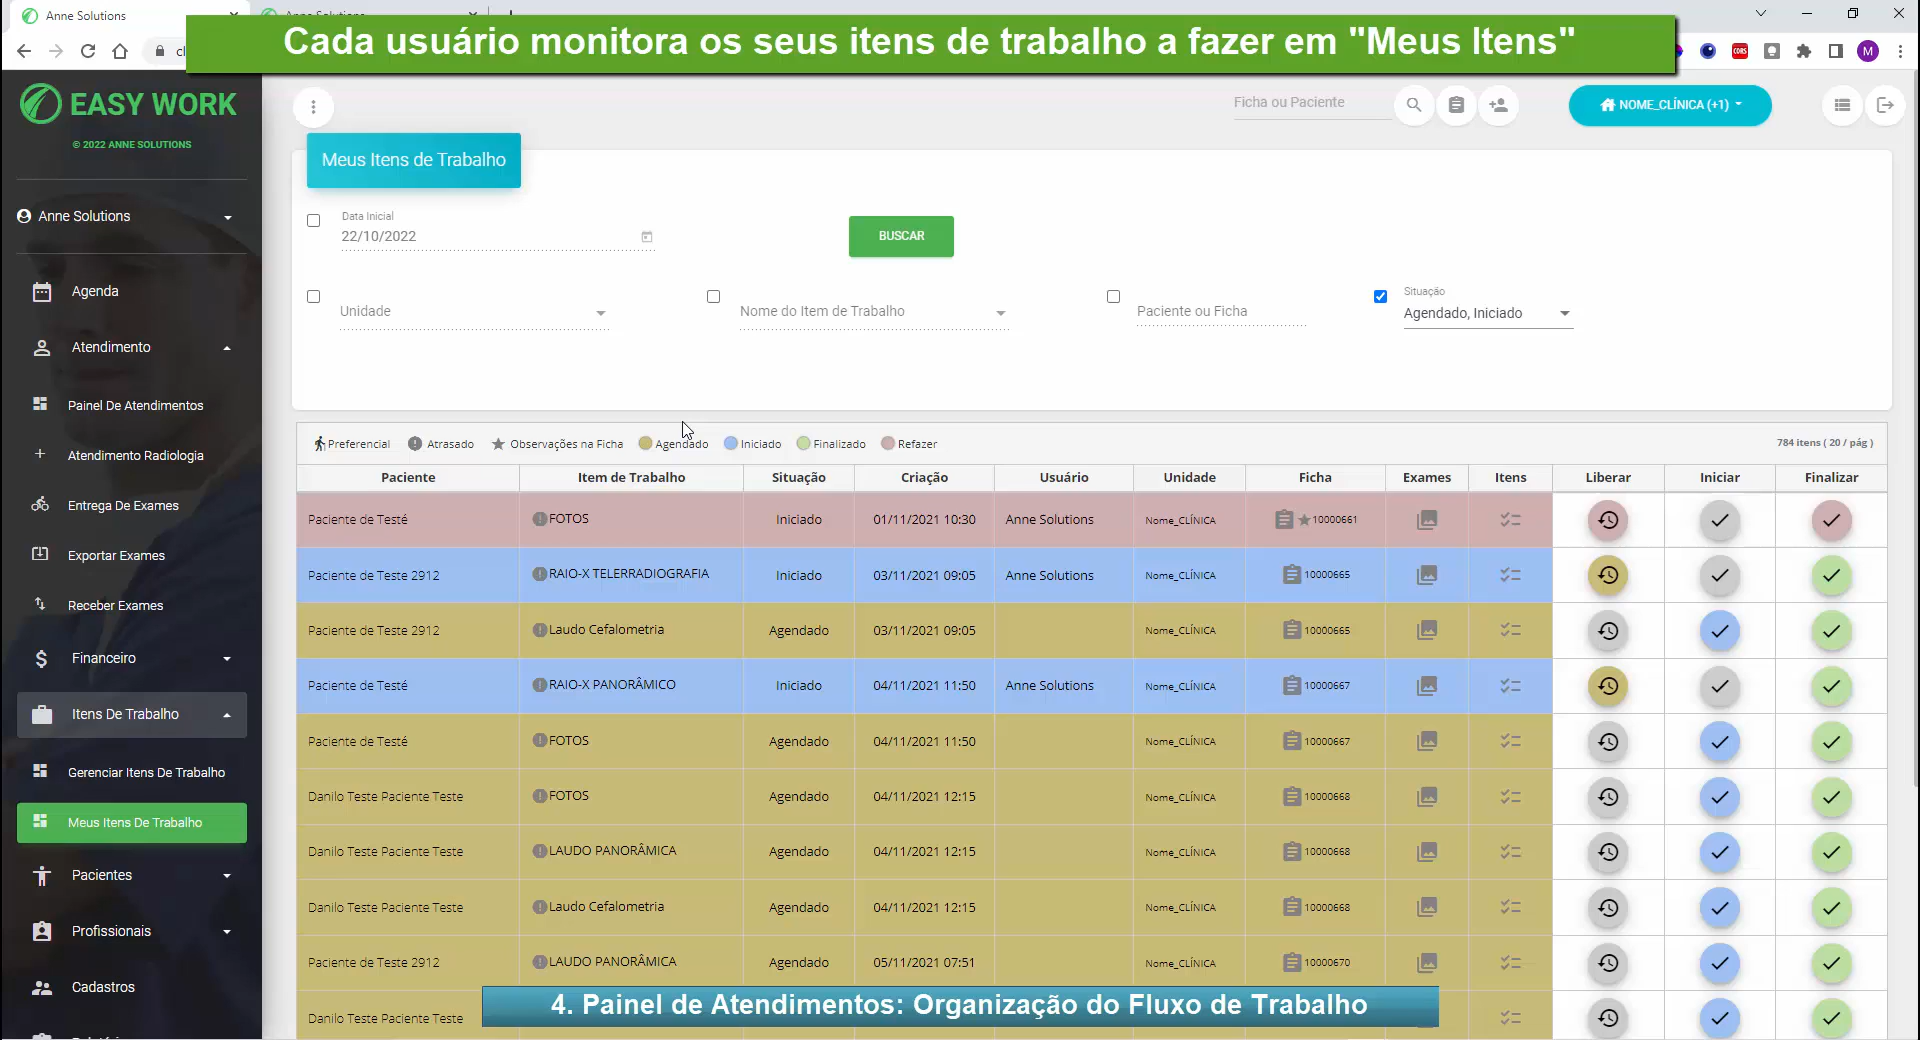 Anne Solutions
Cada usuário monitora os seus itens de trabalho a fazer em "Meus Itens"
M
EASY WORK
© 2022 ANNE SOLUTIONS
Ficha ou Paciente
NOME_CLÍNICA (+1)
Meus Itens de Trabalho
Anne Solutions
Data Inicial
22/10/2022
BUSCAR
Unidade
Nome do Item de Trabalho
Paciente ou Ficha
Situação
Agendado, Iniciado
Agenda
Atendimento
Painel De Atendimentos
Atendimento Radiologia
Entrega De Exames
Exportar Exames
Receber Exames
Financeiro
Itens De Trabalho
Gerenciar Itens De Trabalho
Meus Itens De Trabalho
Pacientes
Profissionais
Cadastros
Preferencial Atrasado Observações na Ficha Agendado Iniciado Finalizado Refazer 784 itens ( 20 / pág )
Paciente Item de Trabalho Situação Criação Usuário Unidade Ficha Exames Itens Liberar Iniciar Finalizar
Paciente de Testé FOTOS Iniciado 01/11/2021 10:30 Anne Solutions Nome_CLÍNICA 10000661
Paciente de Teste 2912 RAIO-X TELERRADIOGRAFIA Iniciado 03/11/2021 09:05 Anne Solutions Nome_CLÍNICA 10000665
Paciente de Teste 2912 Laudo Cefalometria Agendado 03/11/2021 09:05 Nome_CLÍNICA 10000665
Paciente de Testé RAIO-X PANORÂMICO Iniciado 04/11/2021 11:50 Anne Solutions Nome_CLÍNICA 10000667
Paciente de Testé FOTOS Agendado 04/11/2021 11:50 Nome_CLÍNICA 10000667
Danilo Teste Paciente Teste FOTOS Agendado 04/11/2021 12:15 Nome_CLÍNICA 10000668
Danilo Teste Paciente Teste LAUDO PANORÂMICA Agendado 04/11/2021 12:15 Nome_CLÍNICA 10000668
Danilo Teste Paciente Teste Laudo Cefalometria Agendado 04/11/2021 12:15 Nome_CLÍNICA 10000668
Paciente de Teste 2912 LAUDO PANORÂMICA Agendado 05/11/2021 07:51 Nome_CLÍNICA 10000670
Danilo Teste Paciente Teste
4. Painel de Atendimentos: Organização do Fluxo de Trabalho